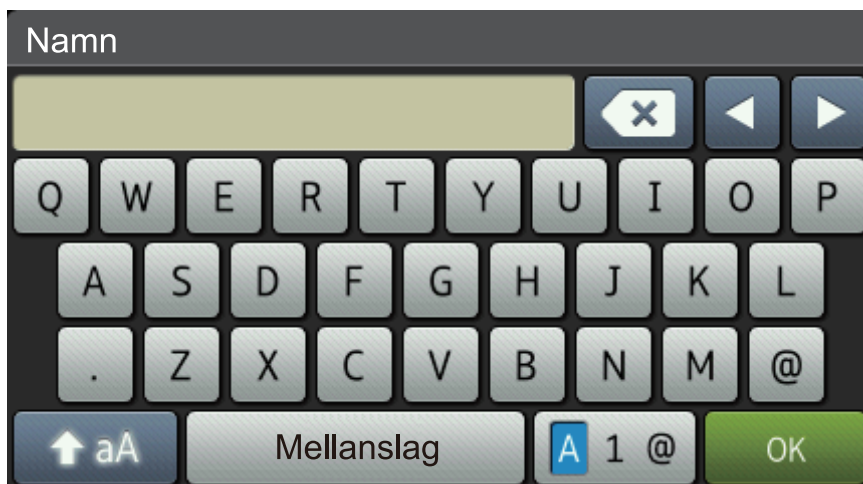 Namn
Q W E R T Y U I O P
A S D F G H J K L
. Z X C V B N M @
aA Mellanslag A 1 @ OK